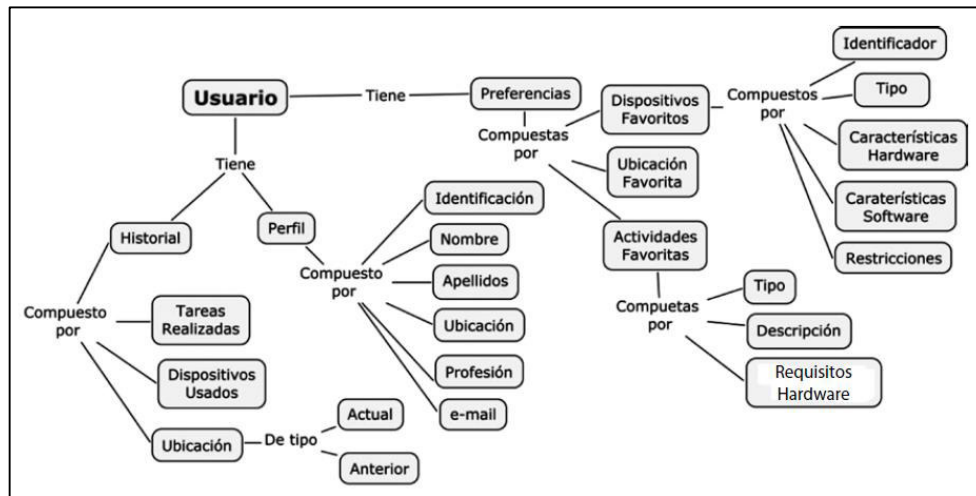 Usuario
Tiene
Preferencias
Compuestas
por
Dispositivos
Favoritos
Compuestos
por
Identificador
Tipo
Características
Hardware
Caraterísticas
Software
Restricciones
Ubicación
Favorita
Actividades
Favoritas
Compuetas
por
Tipo
Descripción
Requisitos
Hardware
Tiene
Historial
Perfil
Compuesto
por
Identificación
Nombre
Apellidos
Ubicación
Profesión
e-mail
Compuesto
por
Tareas
Realizadas
Dispositivos
Usados
Ubicación
De tipo
Actual
Anterior